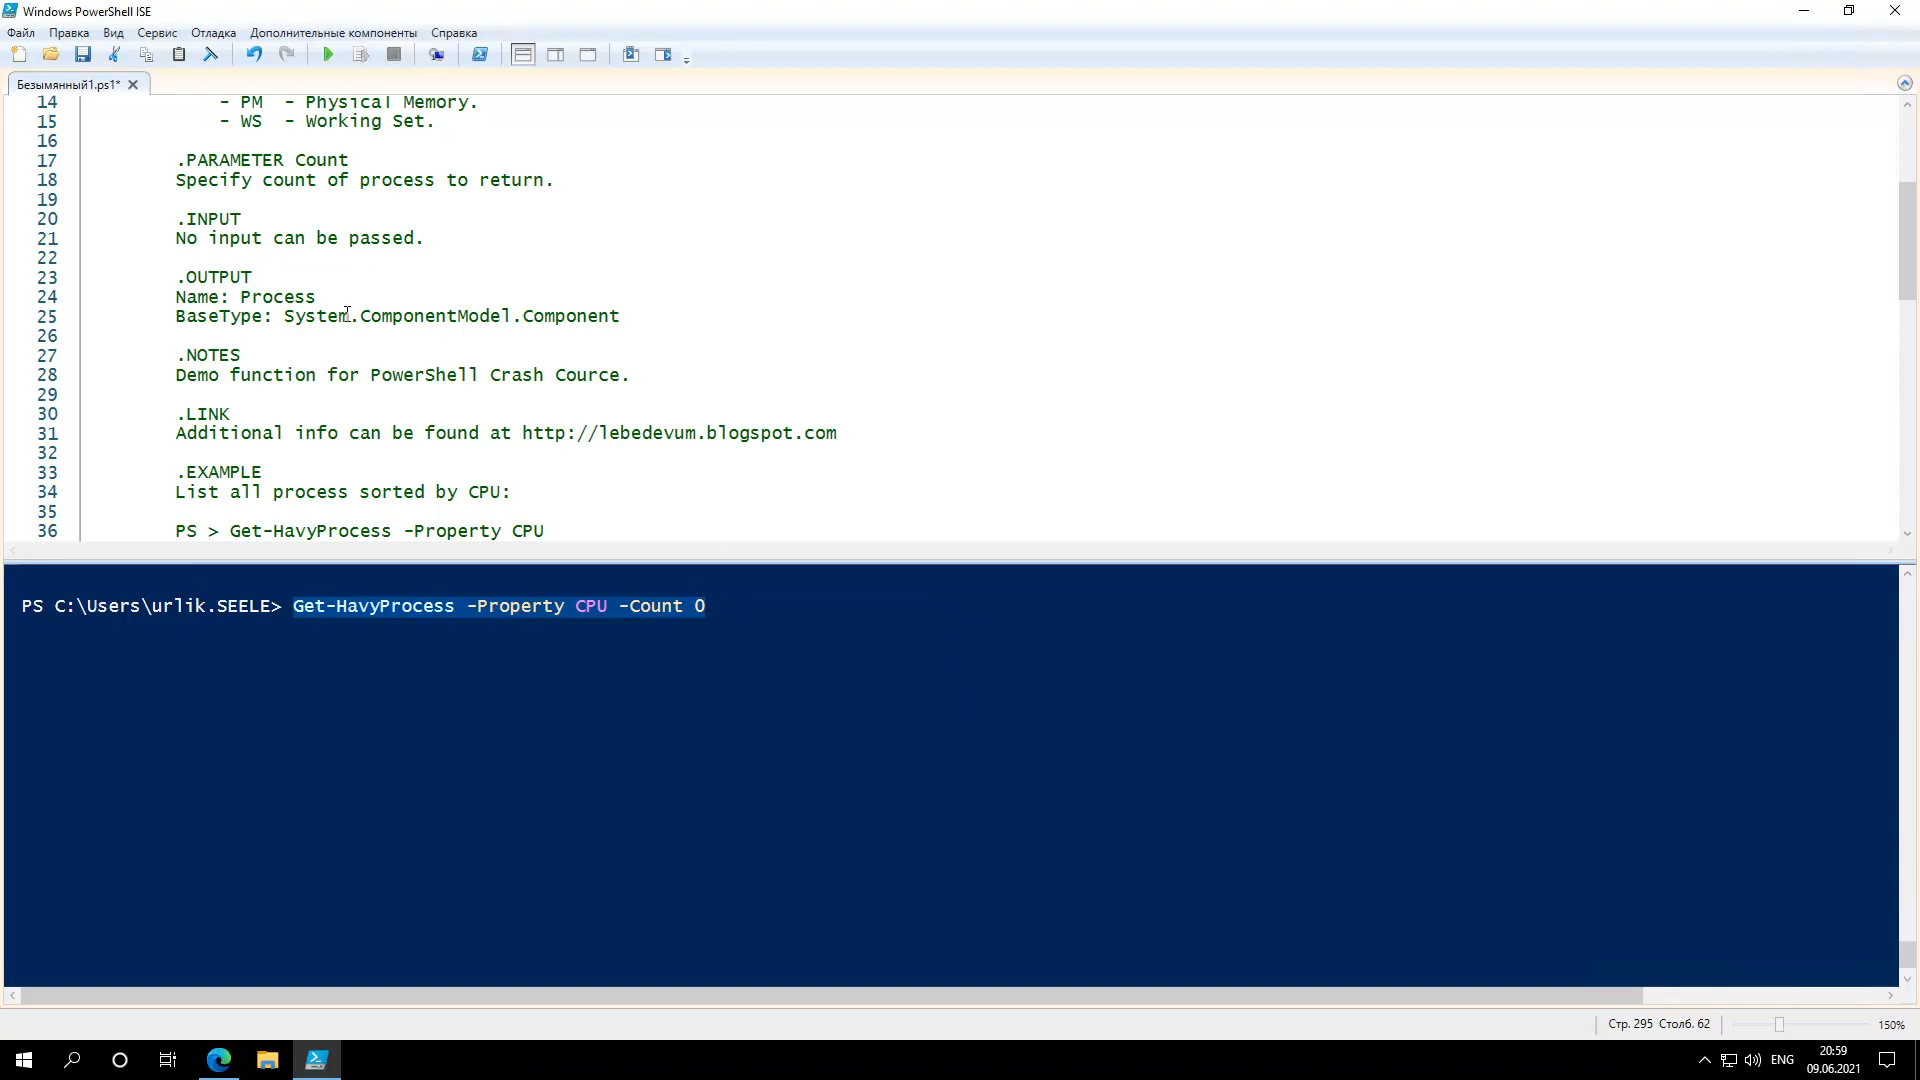 Windows PowerShell ISE
Файл Правка Вид Сервис Отладка Дополнительные компоненты Справка
Безымянный1.ps1*
14 - PM - Physical Memory.
15 - WS - Working Set.
16
17 .PARAMETER Count
18 Specify count of process to return.
19
20 .INPUT
21 No input can be passed.
22
23 .OUTPUT
24 Name: Process
25 BaseType: System.ComponentModel.Component
26
27 .NOTES
28 Demo function for PowerShell Crash Cource.
29
30 .LINK
31 Additional info can be found at http://lebedevum.blogspot.com
32
33 .EXAMPLE
34 List all process sorted by CPU:
35
36 PS > Get-HavyProcess -Property CPU
PS C:\Users\urlik.SEELE> Get-HavyProcess -Property CPU -Count 0
Стр. 295 Столб. 62 150%
ENG 20:59
09.06.2021